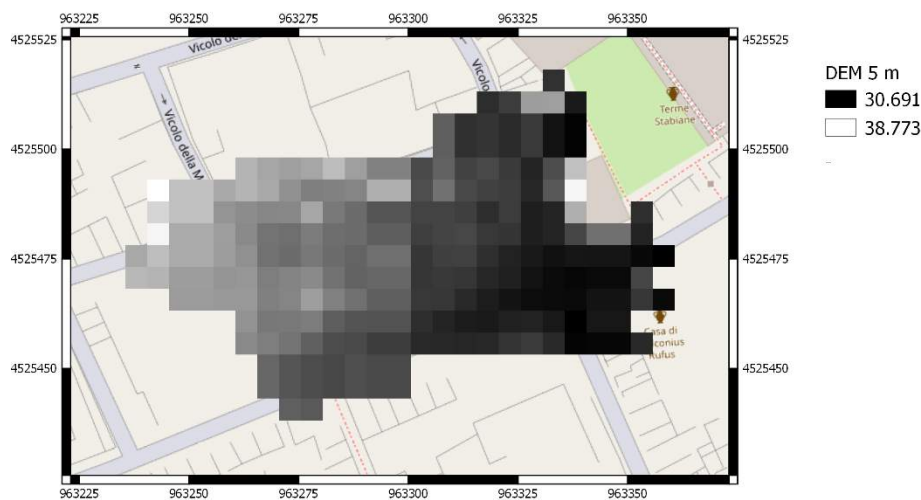 963225 963250 963275 963300 963325 963350
4525525 4525525
Vicolo
Vicolo
Vicolo della M
DEM 5 m
30.691
38.773
Terme
Stabiane
4525500 4525500
4525475 4525475
Casa di
Rufus
4525450 4525450
963225 963250 963275 963300 963325 963350